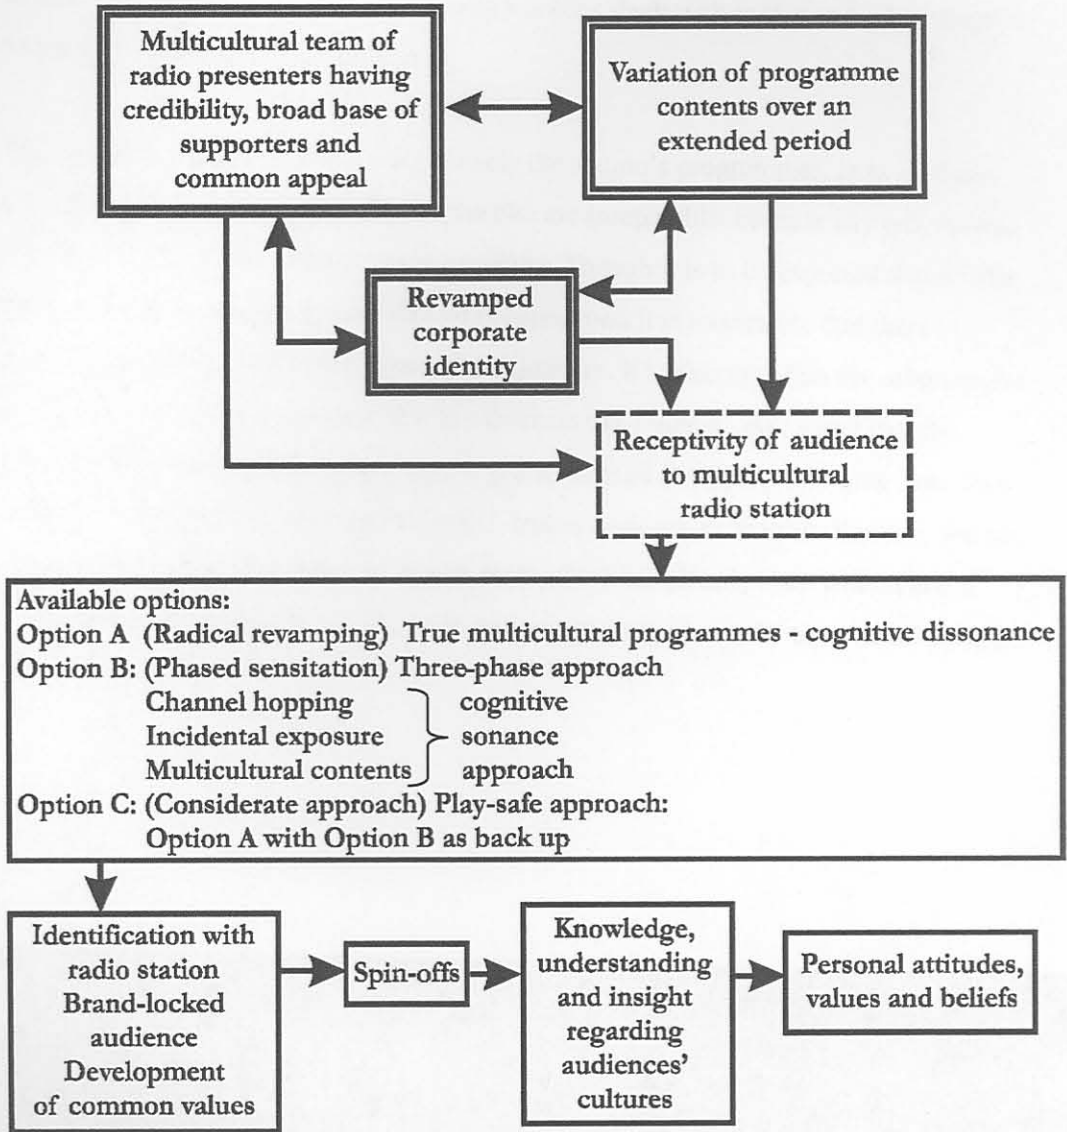 Multicultural team of
radio presenters having
credibility, broad base of
supporters and
common appeal
Variation of programme
contents over an
extended period
Revamped
corporate
identity
Receptivity of audience
to multicultural
radio station
Available options:
Option A (Radical revamping) True multicultural programmes - cognitive dissonance
Option B: (Phased sensitation) Three-phase approach
Channel hopping cognitive
Incidental exposure sonance
Multicultural contents approach
Option C: (Considerate approach) Play-safe approach:
Option A with Option B as back up
Identification with
radio station
Brand-locked
audience
Development
of common values
Spin-offs
Knowledge,
understanding
and insight
regarding
audiences'
cultures
Personal attitudes,
values and beliefs